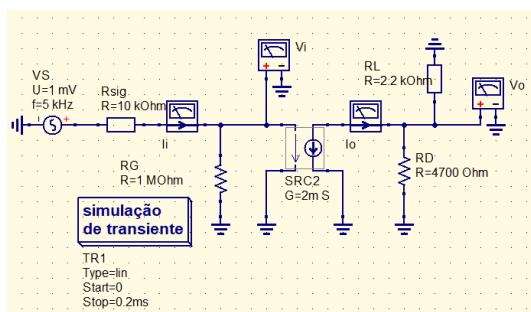 Vi
RL
R=2.2 kOhm
Vo
VS
U=1 mV
f=5 kHz
Rsig
R=10 kOhm
Ii
Io
RG
R=1 MOhm
SRC2
G=2m S
RD
R=4700 Ohm
simulação
de transiente
TR1
Type=lin
Start=0
Stop=0.2ms